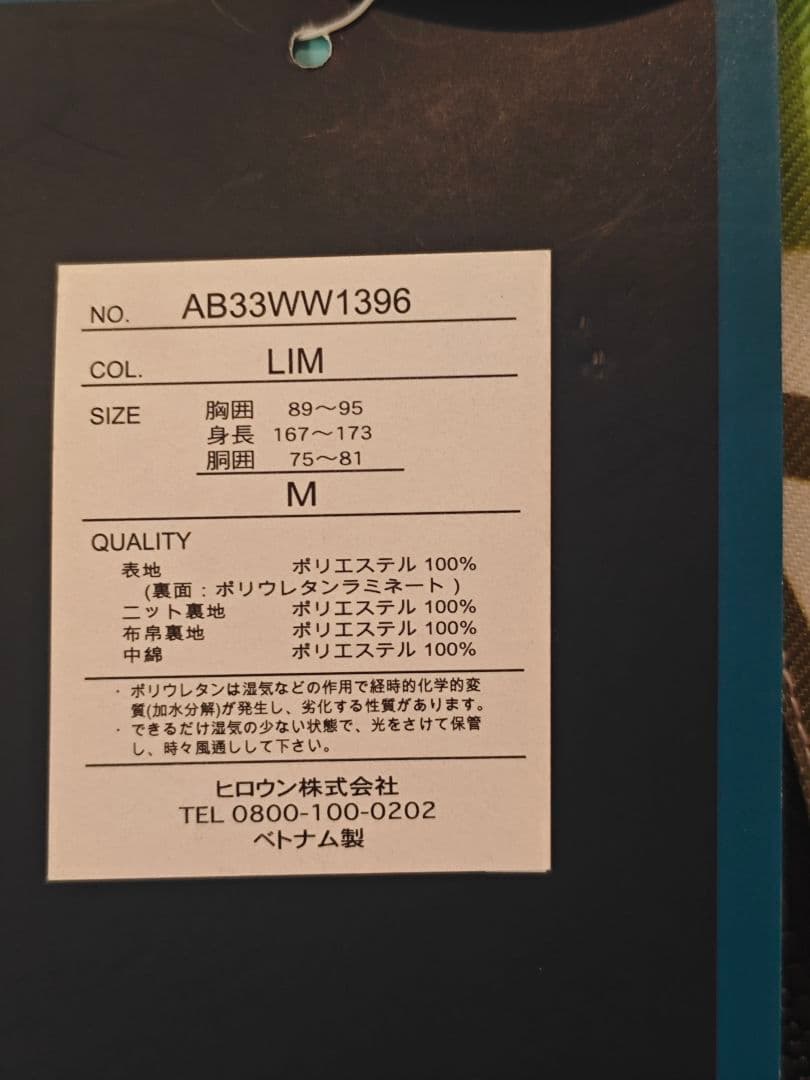 NO. AB33WW1396
COL. LIM
SIZE 胸囲 89～95
身長 167～173
胴囲 75～81
M
QUALITY
表地 ポリエステル 100%
(裏面：ポリウレタンラミネート )
ニット裏地 ポリエステル 100%
布帛裏地 ポリエステル 100%
中綿 ポリエステル 100%
・ポリウレタンは湿気などの作用で経時的化学的変
質(加水分解)が発生し、劣化する性質があります。
・できるだけ湿気の少ない状態で、光をさけて保管
し、時々風通しして下さい。
ヒロウン株式会社
TEL 0800-100-0202
ベトナム製